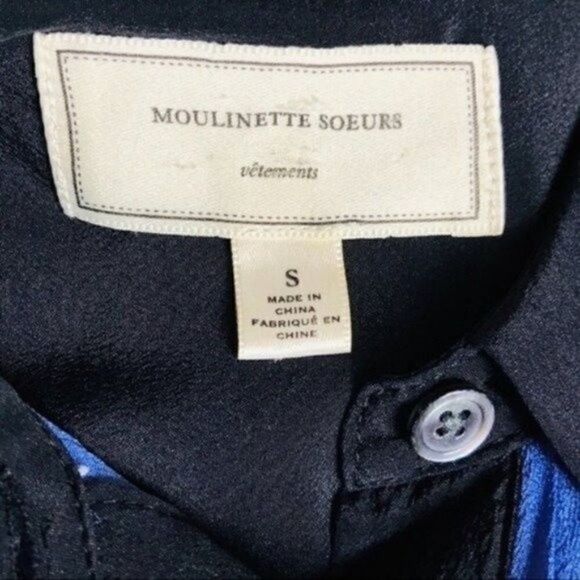 MOULINETTE SOEURS
vêtements
S
MADE IN
CHINA
FABRIQUÉ EN
CHINE